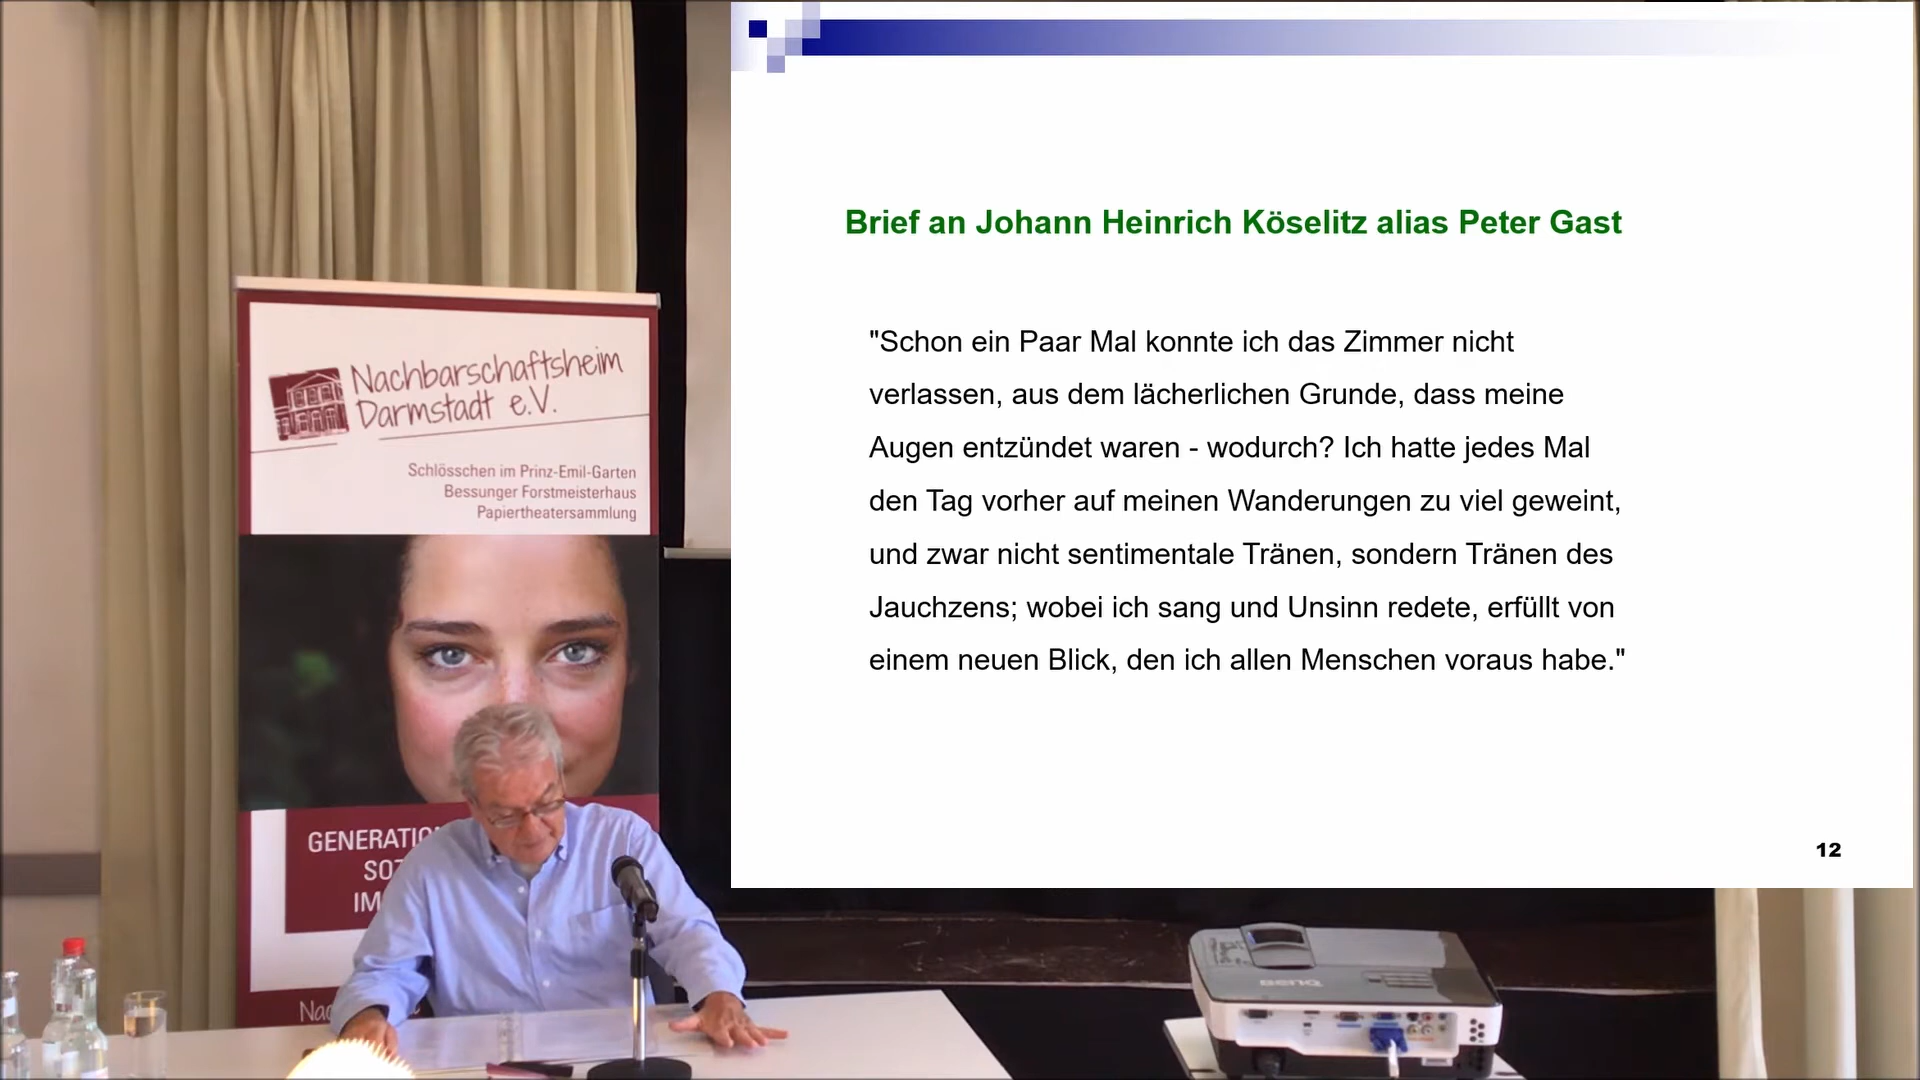 Brief an Johann Heinrich Köselitz alias Peter Gast
"Schon ein Paar Mal konnte ich das Zimmer nicht
verlassen, aus dem lächerlichen Grunde, dass meine
Augen entzündet waren - wodurch? Ich hatte jedes Mal
den Tag vorher auf meinen Wanderungen zu viel geweint,
und zwar nicht sentimentale Tränen, sondern Tränen des
Jauchzens; wobei ich sang und Unsinn redete, erfüllt von
einem neuen Blick, den ich allen Menschen voraus habe."
12
Nachbarschaftsheim
Darmstadt e.V.
Schlösschen im Prinz-Emil-Garten
Bessunger Forstmeisterhaus
Papiertheatersammlung
BenQ